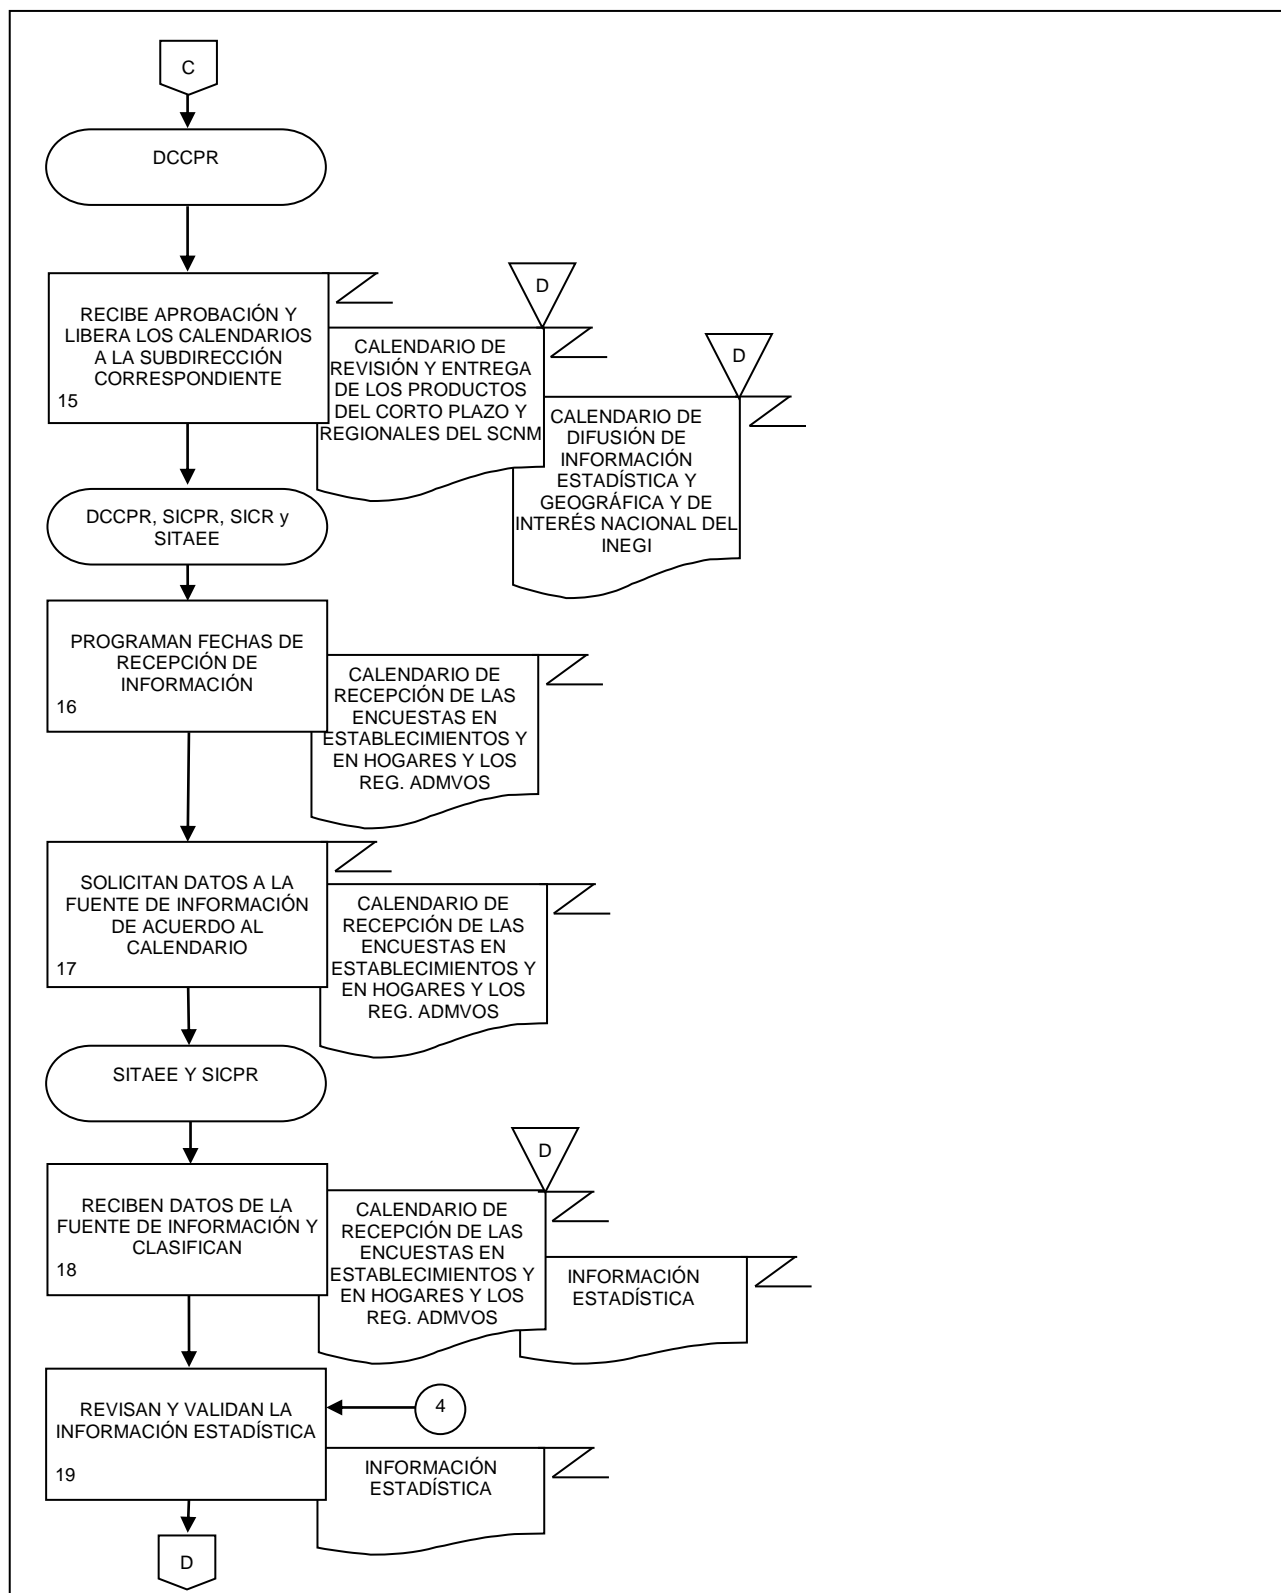 C
DCCPR
RECIBE APROBACIÓN Y
LIBERA LOS CALENDARIOS
A LA SUBDIRECCIÓN
CORRESPONDIENTE
15
D
CALENDARIO DE
REVISIÓN Y ENTREGA
DE LOS PRODUCTOS
DEL CORTO PLAZO Y
REGIONALES DEL SCNM
D
CALENDARIO DE
DIFUSIÓN DE
INFORMACIÓN
ESTADÍSTICA Y
GEOGRÁFICA Y DE
INTERÉS NACIONAL DEL
INEGI
DCCPR, SICPR, SICR y
SITAEE
PROGRAMAN FECHAS DE
RECEPCIÓN DE
INFORMACIÓN
16
CALENDARIO DE
RECEPCIÓN DE LAS
ENCUESTAS EN
ESTABLECIMIENTOS Y
EN HOGARES Y LOS
REG. ADMVOS
SOLICITAN DATOS A LA
FUENTE DE INFORMACIÓN
DE ACUERDO AL
CALENDARIO
17
CALENDARIO DE
RECEPCIÓN DE LAS
ENCUESTAS EN
ESTABLECIMIENTOS Y
EN HOGARES Y LOS
REG. ADMVOS
SITAEE Y SICPR
RECIBEN DATOS DE LA
FUENTE DE INFORMACIÓN Y
CLASIFICAN
18
D
CALENDARIO DE
RECEPCIÓN DE LAS
ENCUESTAS EN
ESTABLECIMIENTOS Y
EN HOGARES Y LOS
REG. ADMVOS
INFORMACIÓN
ESTADÍSTICA
REVISAN Y VALIDAN LA
INFORMACIÓN ESTADÍSTICA
19
4
INFORMACIÓN
ESTADÍSTICA
D